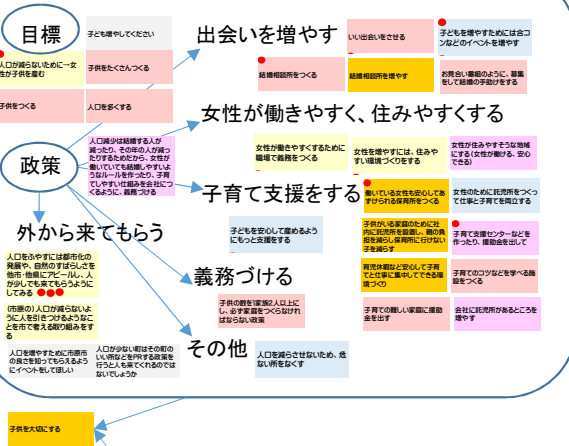 目標
子ども増やしてください
人口が減らないために→女
性が子供を産む
子供をたくさんつくる
子供をつくる
人口を多くする
出会いを増やす
いい出会いをさせる
子どもを増やすためには合コ
ンなどのイベントを増やす
結婚相談所をつくる
結婚相談所を増やす
お見合い番組のように、募集
をして結婚の手助けをする
女性が働きやすく、住みやすくする
人口減少は結婚する人が
減ったり、その年の人が減っ
たりするためだから、女性が
働いていても結婚しやすい
ようなルールを作ったり、子育
てしやすい仕組みを会社につ
くるように、義務づける
女性が働きやすくするために
職場で義務をつくる
女性を増やすには、住みや
すい環境づくりをする
女性が住みやすそうな地域
にする(女性が働ける、安心
できる)
政策
子育て支援をする
働いている女性も安心してあ
ずけられる保育所をつくる
女性のために託児所をつくっ
て仕事と子育てを両立する
子どもを安心して産めるよう
にもっと支援をする
子供がいる家庭のために社
内に託児所を設置し、親の負
担を減らし保育所に行けない子
を減らす
子育て支援センターなどを
作ったり、援助金を出して
育児休暇など安心して子育
てと仕事に集中してできる環
境づくり
子育てのコツなどを学べる施
設をつくる
子育ての難しい家庭に援助
金を出す
会社に託児所があるところを
増やす
外から来てもらう
人口をふやすには都市化の
発展や、自然のすばらしさを
他市・他県にアピールし、人
が少しでも来てもらうように
してみる
(市原の)人口が減らないよ
うに人を引きつけるようなこ
とを市で考える取り組みをす
る
人口を増やすために市原市
の良さを知ってもらえるよう
にイベントをしてほしい
人口が少ない町はその町の
いい所などをPRする政策を
行うと人も来てくれるのでは
ないでしょうか
義務づける
子供の数を1家族2人以上に
し、必ず家庭をつくらなけれ
ばならない政策
その他
人口を減らさせないため、危
ない所をなくす
子供を大切にする